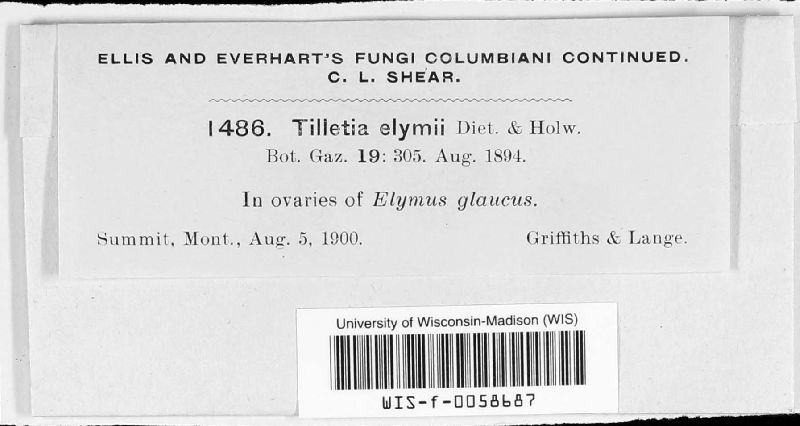 ELLIS AND EVERHART'S FUNGI COLUMBIANI CONTINUED.
C. L. SHEAR.
1486. Tilletia elymii Diet. & Holw.
Bot. Gaz. 19: 305. Aug. 1894.
In ovaries of Elymus glaucus.
Summit, Mont., Aug. 5, 1900. Griffiths & Lange.
University of Wisconsin-Madison (WIS)
WIS-f-0058687